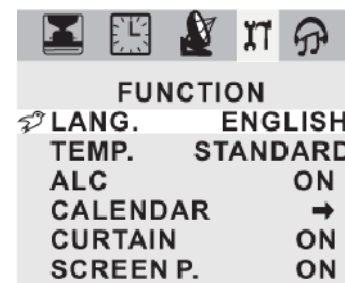 FUNCTION
LANG. ENGLISH
TEMP. STANDARD
ALC ON
CALENDAR →
CURTAIN ON
SCREEN P. ON